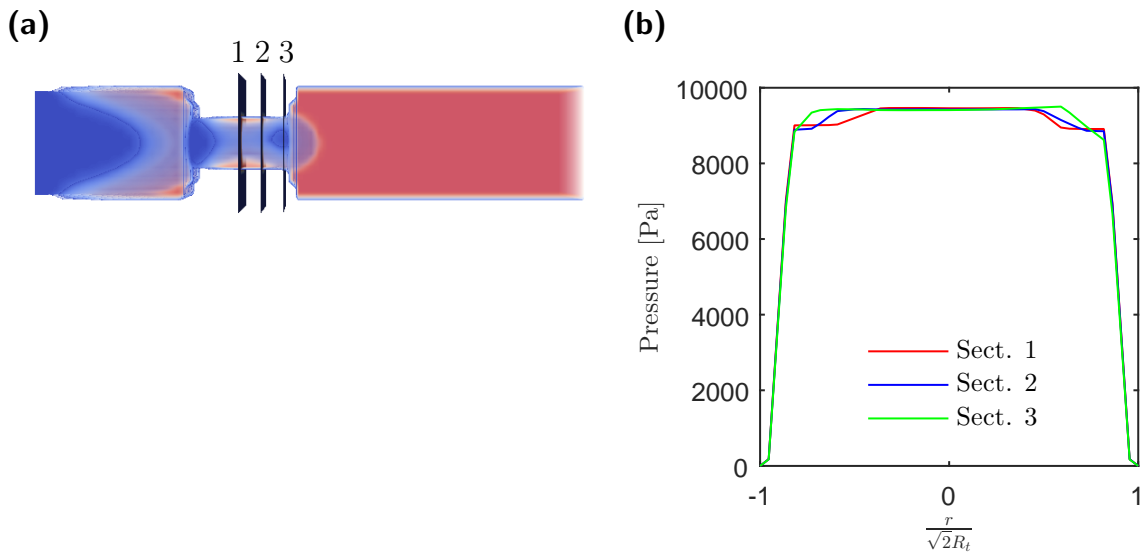 (a)
1 2 3
(b)
Pressure [Pa]
10000
8000
6000
4000
2000
0
Sect. 1
Sect. 2
Sect. 3
-1 0 1
r
√2R_t